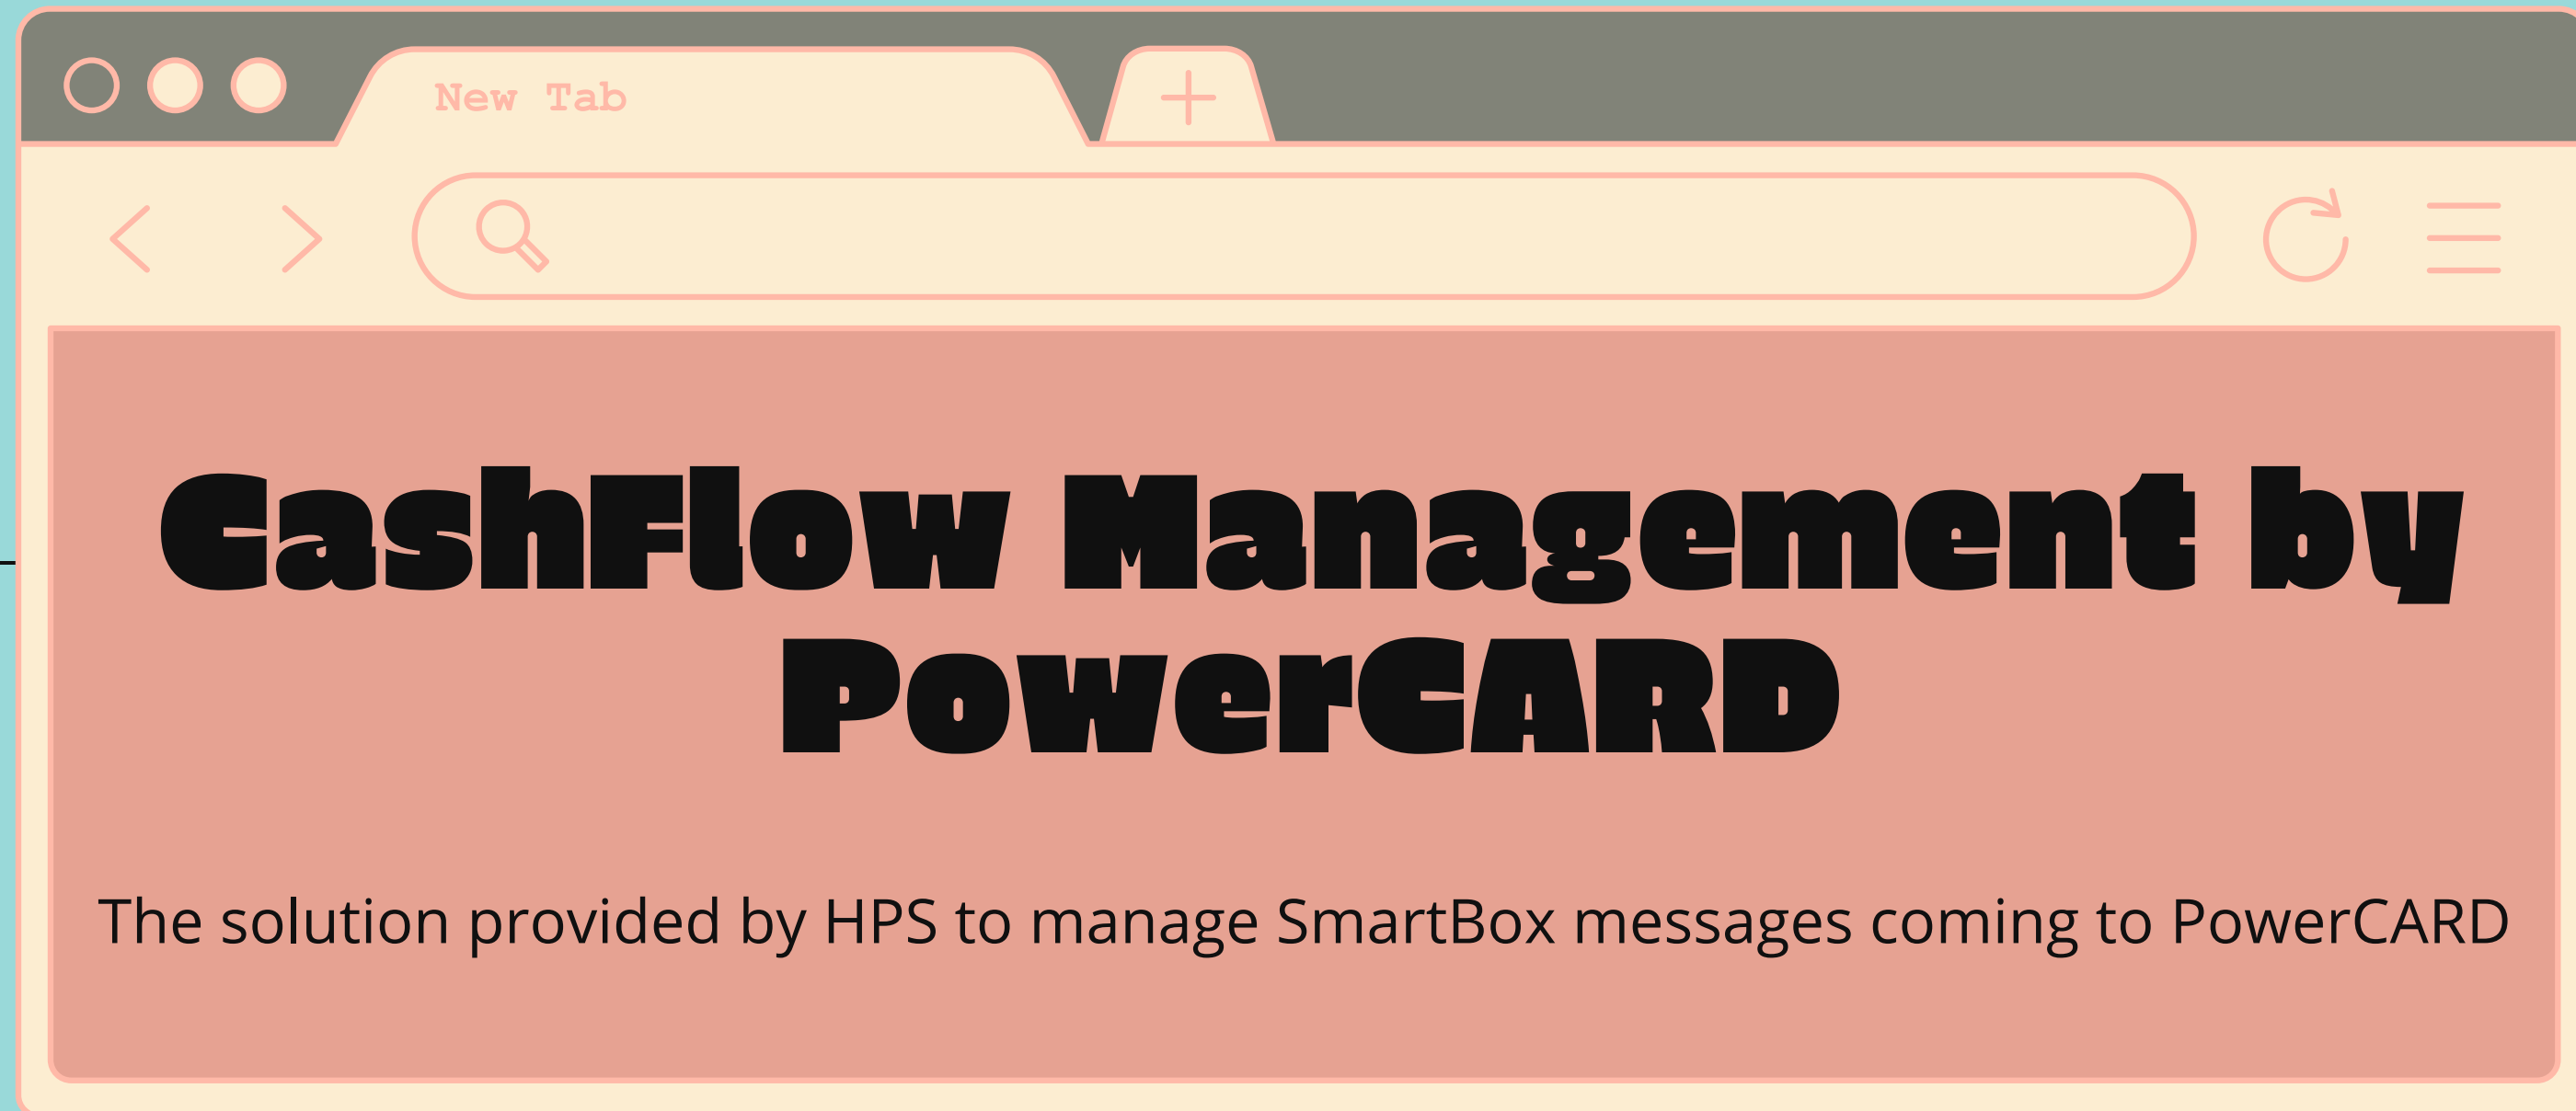 New Tab
CashFlow Management by
PowerCARD
The solution provided by HPS to manage SmartBox messages coming to PowerCARD